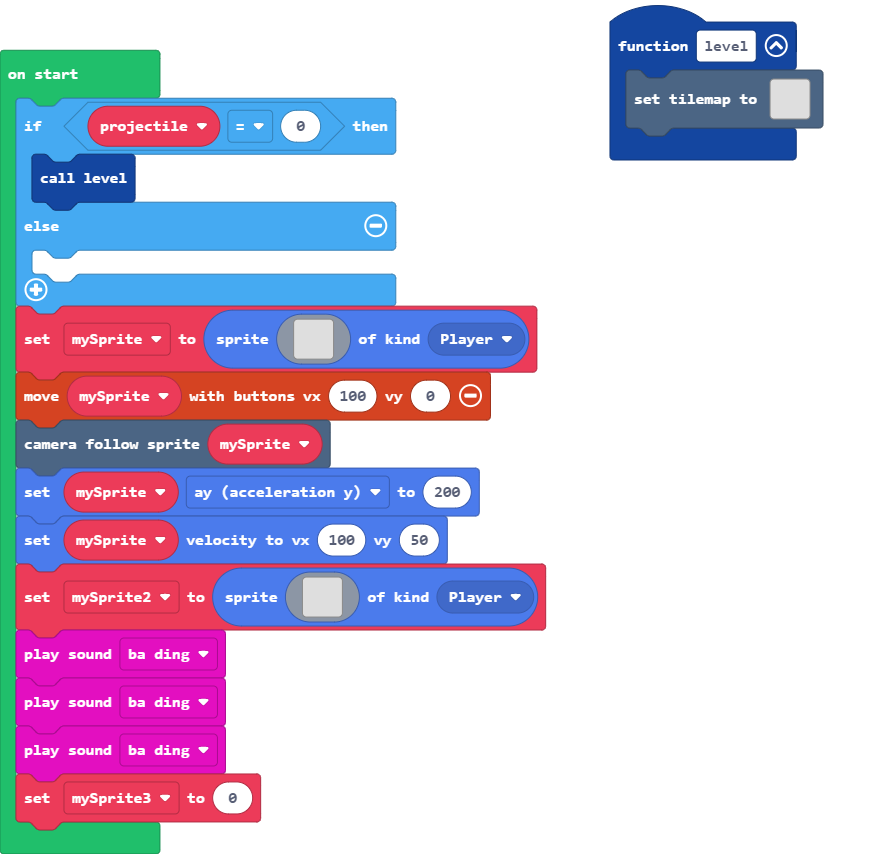 on start
if projectile = 0 then
call level
else
set mySprite to sprite of kind Player
move mySprite with buttons vx 100 vy 0
camera follow sprite mySprite
set mySprite ay (acceleration y) to 200
set mySprite velocity to vx 100 vy 50
set mySprite2 to sprite of kind Player
play sound ba ding
play sound ba ding
play sound ba ding
set mySprite3 to 0
function level
set tilemap to